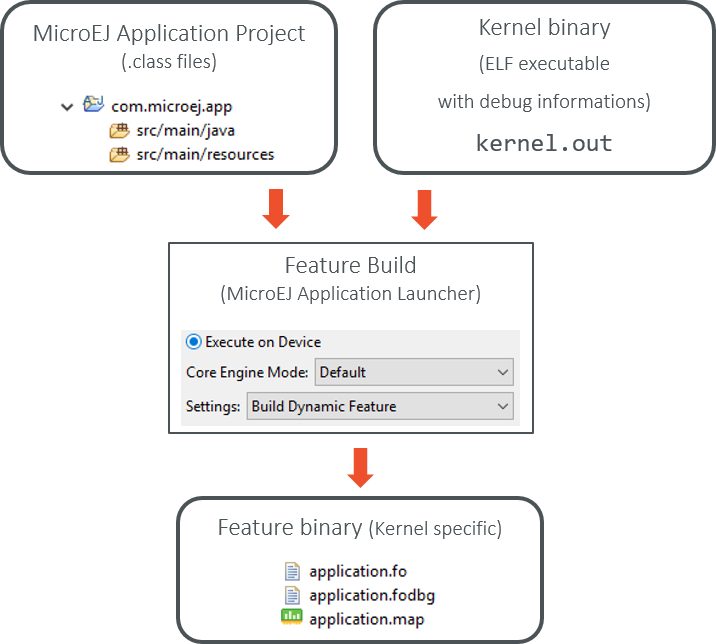 MicroEJ Application Project
(.class files)
com.microej.app
src/main/java
src/main/resources
Kernel binary
(ELF executable
with debug informations)
kernel.out
Feature Build
(MicroEJ Application Launcher)
Execute on Device
Core Engine Mode: Default
Settings: Build Dynamic Feature
Feature binary (Kernel specific)
application.fo
application.fodbg
application.map